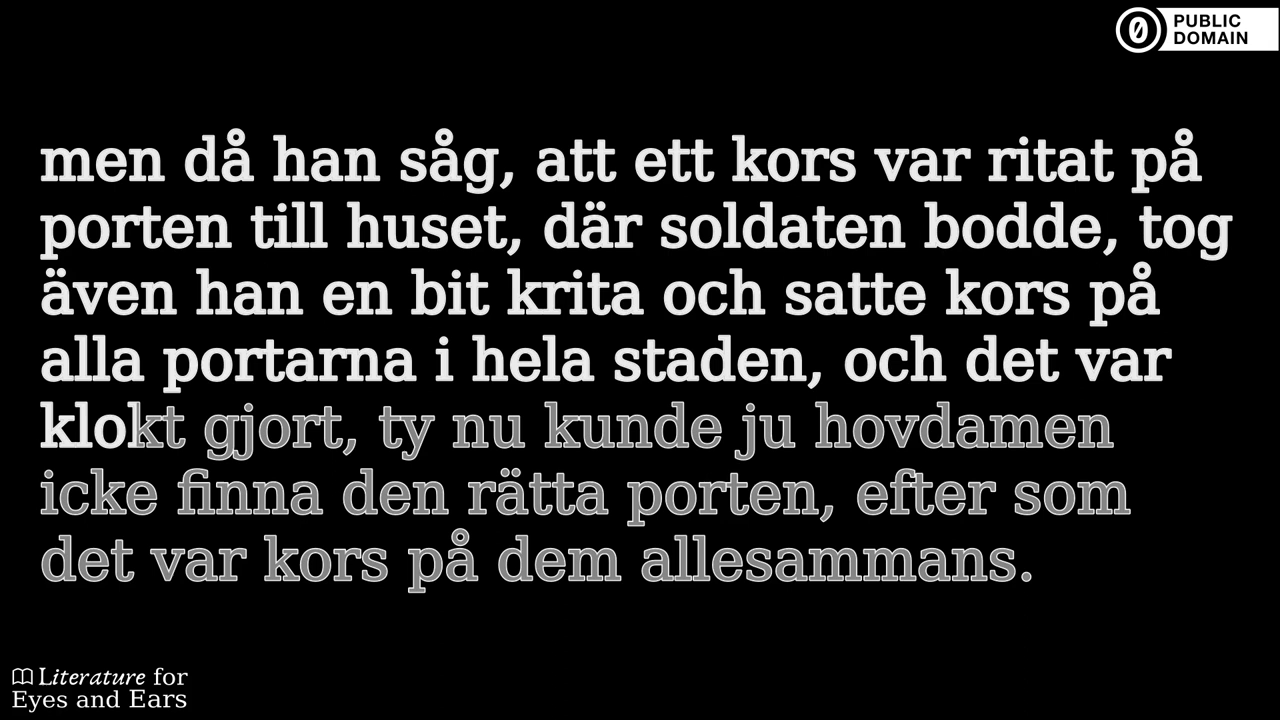 PUBLIC
DOMAIN
men då han såg, att ett kors var ritat på
porten till huset, där soldaten bodde, tog
även han en bit krita och satte kors på
alla portarna i hela staden, och det var
klokt gjort, ty nu kunde ju hovdamen
icke finna den rätta porten, efter som
det var kors på dem allesammans.
Literature for
Eyes and Ears